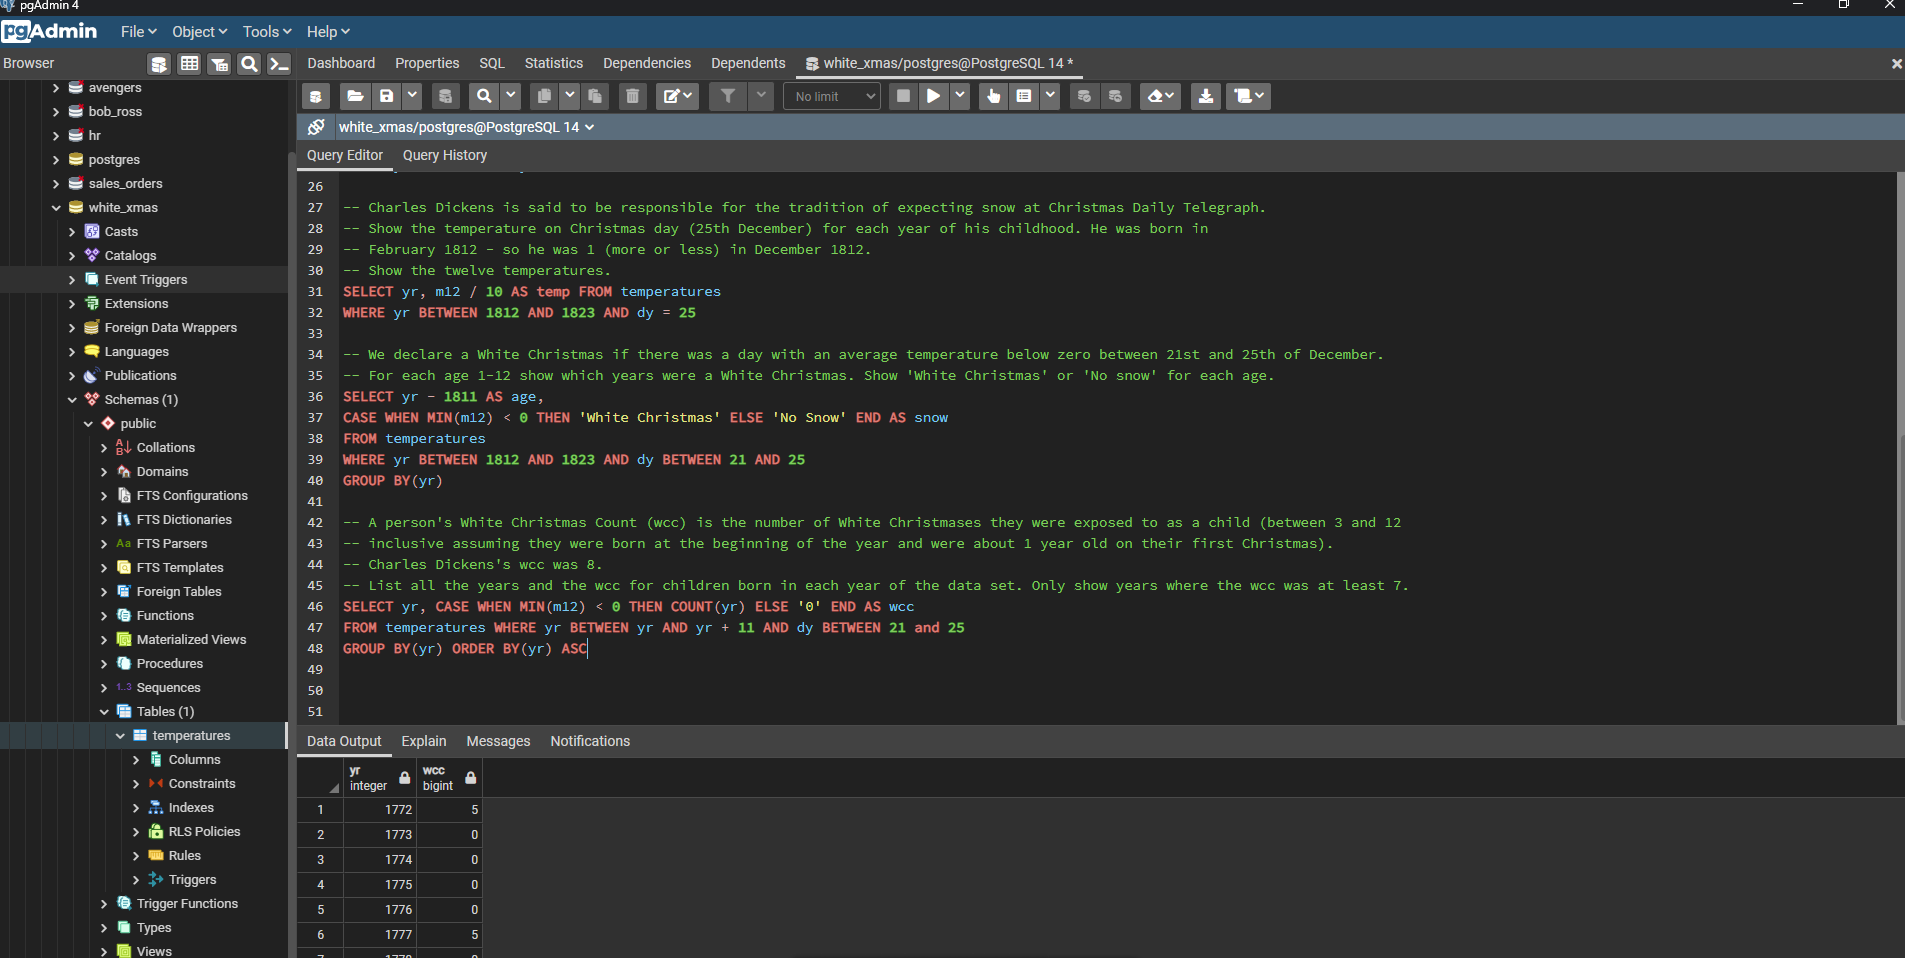 pgAdmin 4
pgAdmin File Object Tools Help
Browser
Dashboard Properties SQL Statistics Dependencies Dependents white_xmas/postgres@PostgreSQL 14 *
No limit
white_xmas/postgres@PostgreSQL 14
Query Editor Query History
avengers
bob_ross
hr
postgres
sales_orders
white_xmas
Casts
Catalogs
Event Triggers
Extensions
Foreign Data Wrappers
Languages
Publications
Schemas (1)
public
Collations
Domains
FTS Configurations
FTS Dictionaries
Aa FTS Parsers
FTS Templates
Foreign Tables
Functions
Materialized Views
Procedures
1..3 Sequences
Tables (1)
temperatures
Columns
Constraints
Indexes
RLS Policies
Rules
Triggers
Trigger Functions
Types
Views
26
27 -- Charles Dickens is said to be responsible for the tradition of expecting snow at Christmas Daily Telegraph.
28 -- Show the temperature on Christmas day (25th December) for each year of his childhood. He was born in
29 -- February 1812 - so he was 1 (more or less) in December 1812.
30 -- Show the twelve temperatures.
31 SELECT yr, m12 / 10 AS temp FROM temperatures
32 WHERE yr BETWEEN 1812 AND 1823 AND dy = 25
33
34 -- We declare a White Christmas if there was a day with an average temperature below zero between 21st and 25th of December.
35 -- For each age 1-12 show which years were a White Christmas. Show 'White Christmas' or 'No snow' for each age.
36 SELECT yr - 1811 AS age,
37 CASE WHEN MIN(m12) < 0 THEN 'White Christmas' ELSE 'No Snow' END AS snow
38 FROM temperatures
39 WHERE yr BETWEEN 1812 AND 1823 AND dy BETWEEN 21 AND 25
40 GROUP BY(yr)
41
42 -- A person's White Christmas Count (wcc) is the number of White Christmases they were exposed to as a child (between 3 and 12
43 -- inclusive assuming they were born at the beginning of the year and were about 1 year old on their first Christmas).
44 -- Charles Dickens's wcc was 8.
45 -- List all the years and the wcc for children born in each year of the data set. Only show years where the wcc was at least 7.
46 SELECT yr, CASE WHEN MIN(m12) < 0 THEN COUNT(yr) ELSE '0' END AS wcc
47 FROM temperatures WHERE yr BETWEEN yr AND yr + 11 AND dy BETWEEN 21 and 25
48 GROUP BY(yr) ORDER BY(yr) ASC
49
50
51
Data Output Explain Messages Notifications
yr integer wcc bigint
1 1772 5
2 1773 0
3 1774 0
4 1775 0
5 1776 0
6 1777 5